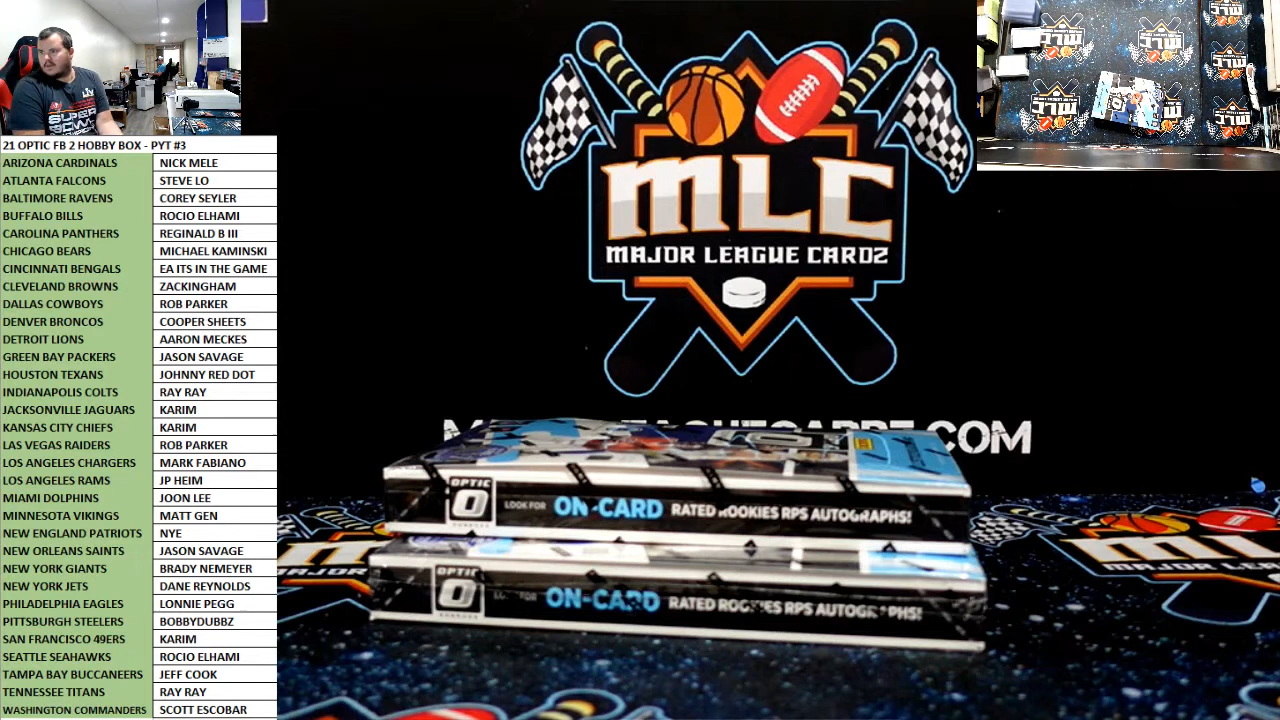 21 OPTIC FB 2 HOBBY BOX - PYT #3
ARIZONA CARDINALS NICK MELE
ATLANTA FALCONS STEVE LO
BALTIMORE RAVENS COREY SEYLER
BUFFALO BILLS ROCIO ELHAMI
CAROLINA PANTHERS REGINALD B III
CHICAGO BEARS MICHAEL KAMINSKI
CINCINNATI BENGALS EA ITS IN THE GAME
CLEVELAND BROWNS ZACKINGHAM
DALLAS COWBOYS ROB PARKER
DENVER BRONCOS COOPER SHEETS
DETROIT LIONS AARON MECKES
GREEN BAY PACKERS JASON SAVAGE
HOUSTON TEXANS JOHNNY RED DOT
INDIANAPOLIS COLTS RAY RAY
JACKSONVILLE JAGUARS KARIM
KANSAS CITY CHIEFS KARIM
LAS VEGAS RAIDERS ROB PARKER
LOS ANGELES CHARGERS MARK FABIANO
LOS ANGELES RAMS JP HEIM
MIAMI DOLPHINS JOON LEE
MINNESOTA VIKINGS MATT GEN
NEW ENGLAND PATRIOTS NYE
NEW ORLEANS SAINTS JASON SAVAGE
NEW YORK GIANTS BRADY NEMEYER
NEW YORK JETS DANE REYNOLDS
PHILADELPHIA EAGLES LONNIE PEGG
PITTSBURGH STEELERS BOBBYDUBBZ
SAN FRANCISCO 49ERS KARIM
SEATTLE SEAHAWKS ROCIO ELHAMI
TAMPA BAY BUCCANEERS JEFF COOK
TENNESSEE TITANS RAY RAY
WASHINGTON COMMANDERS SCOTT ESCOBAR
SUPER
BOWL
MLC
MAJOR LEAGUE CARDZ
COM
OPTIC
LOOK FOR ON-CARD RATED ROOKIES RPS AUTOGRAPHS!
OPTIC
ON-CARD RATED ROOKIES RPS AUTOGRAPHS!
MAJOR
MLC
MAJOR LEA